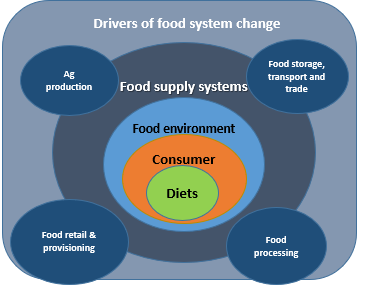 Drivers of food system change
Ag
production
Food storage,
transport and
trade
Food supply systems
Food environment
Consumer
Diets
Food retail &
provisioning
Food
processing